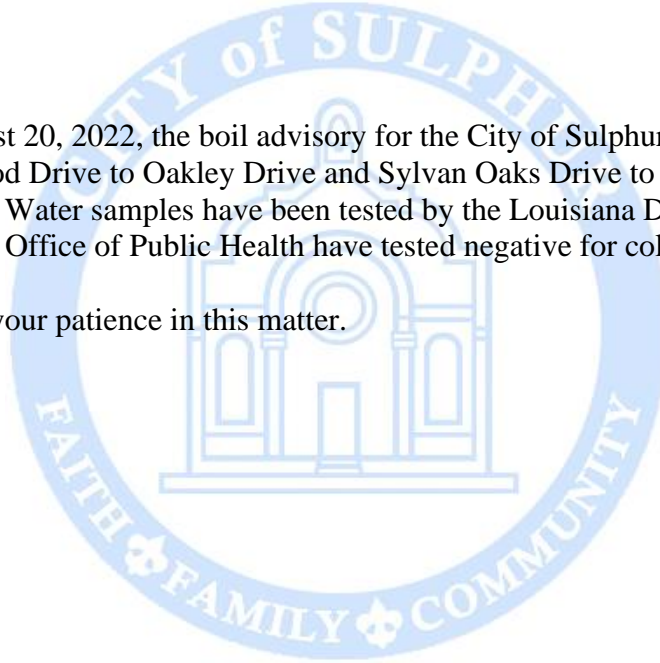 CITY of SULPHUR
st 20, 2022, the boil advisory for the City of Sulphur
od Drive to Oakley Drive and Sylvan Oaks Drive to
Water samples have been tested by the Louisiana D
Office of Public Health have tested negative for col
your patience in this matter.
FAITH FAMILY COMMUNITY